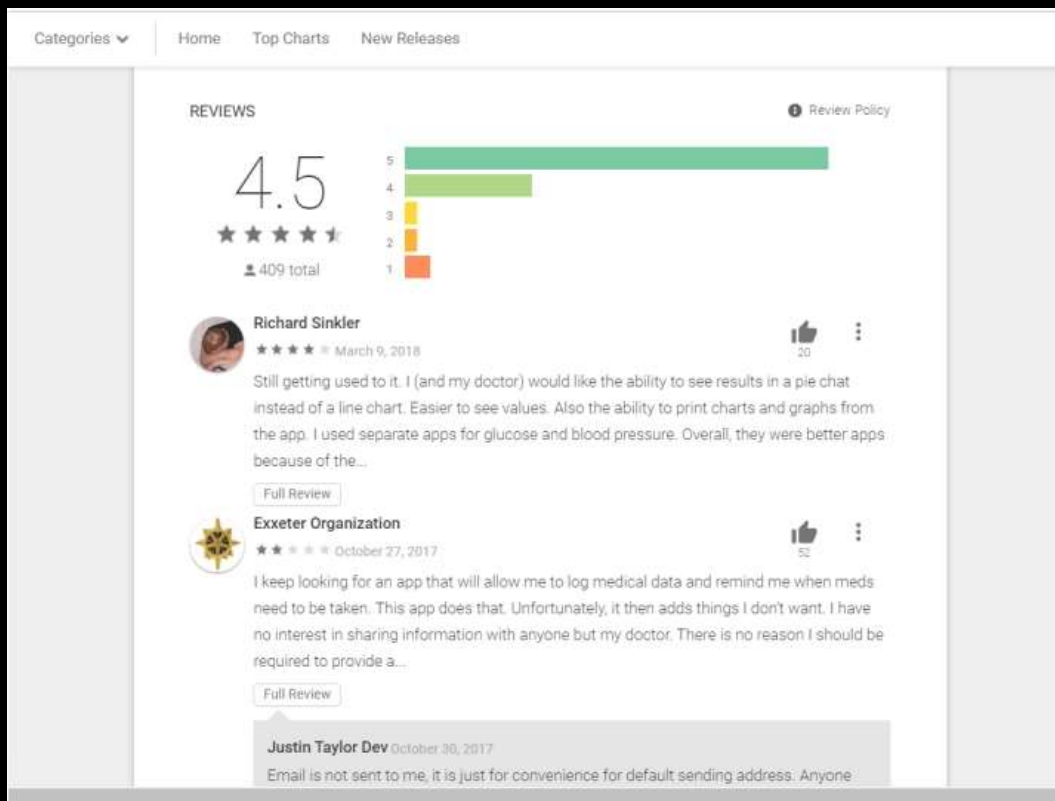 Categories Home Top Charts New Releases
REVIEWS Review Policy
4.5
409 total
5
4
3
2
1
Richard Sinkler
March 9, 2018
20
Still getting used to it. I (and my doctor) would like the ability to see results in a pie chat
instead of a line chart. Easier to see values. Also the ability to print charts and graphs from
the app. I used separate apps for glucose and blood pressure. Overall, they were better apps
because of the...
Full Review
Exxeter Organization
October 27, 2017
52
I keep looking for an app that will allow me to log medical data and remind me when meds
need to be taken. This app does that. Unfortunately, it then adds things I don't want. I have
no interest in sharing information with anyone but my doctor. There is no reason I should be
required to provide a...
Full Review
Justin Taylor Dev October 30, 2017
Email is not sent to me, it is just for convenience for default sending address. Anyone